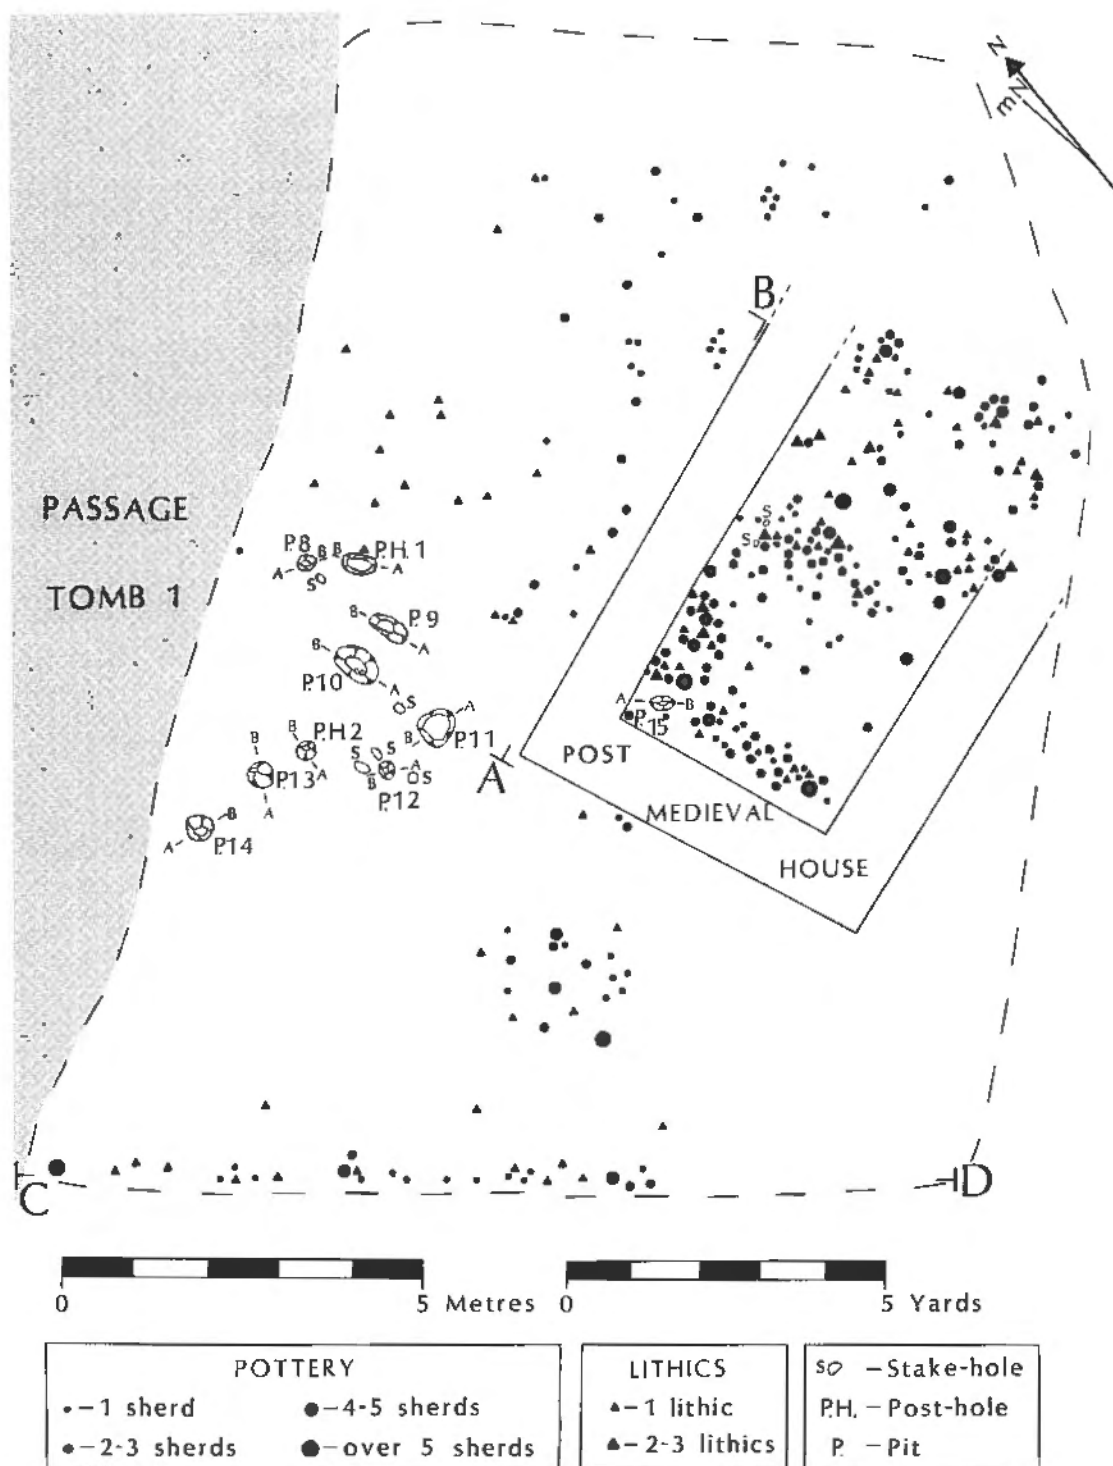 N
mN
B
PASSAGE
TOMB 1
P.8
B
B
P.H.1
A
A
S
B
P.9
A
B
P.10
A
S
A
B
P.11
B
P.H.2
A
B
P.13
A
S
S
A
S
B
P.12
A
B
P.14
A
S
S
A
B
P.15
POST
MEDIEVAL
HOUSE
C
D
0
5 Metres
0
5 Yards
POTTERY
-1 sherd
-4-5 sherds
-2-3 sherds
-over 5 sherds
LITHICS
-1 lithic
-2-3 lithics
S -Stake-hole
P.H. -Post-hole
P. -Pit